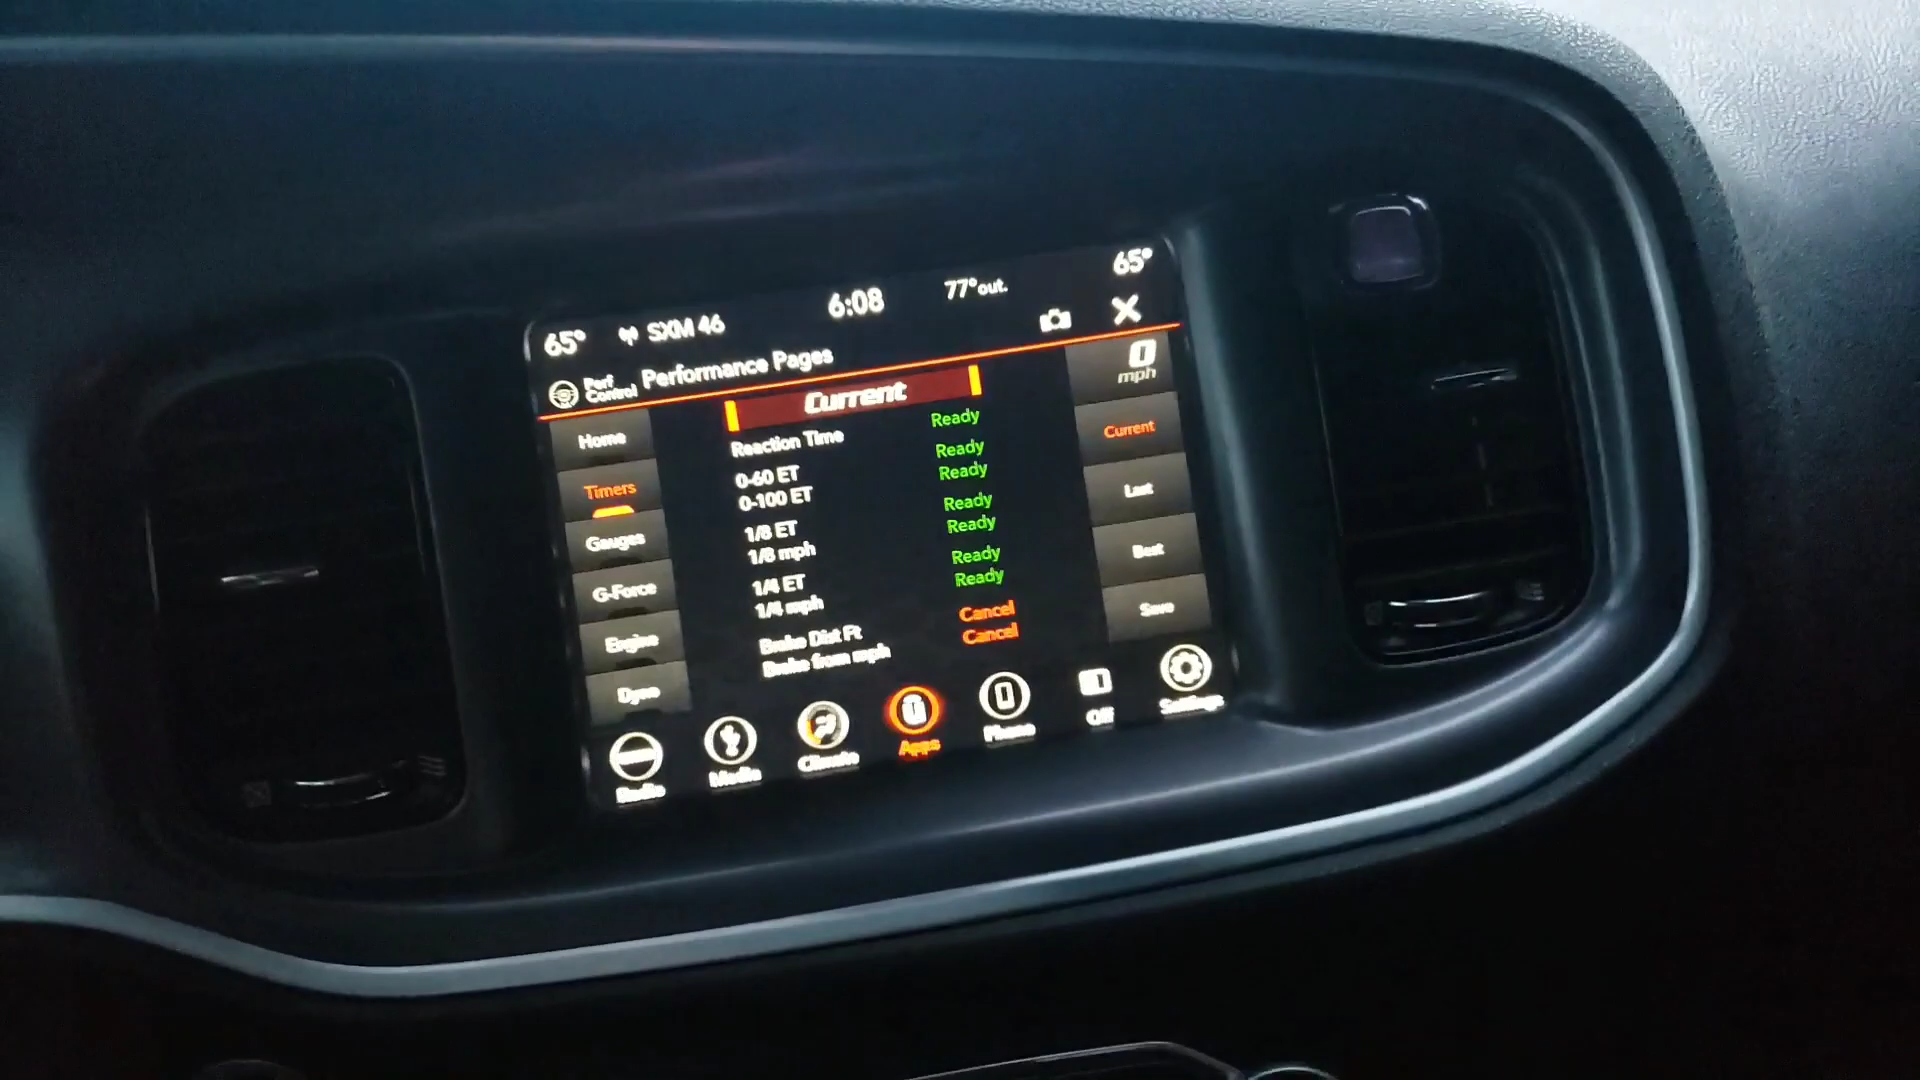 65° SXM 46 6:08 77°out. 65°
Perf Control Performance Pages
Current
0 mph
Home
Timers
Gauges
G-Force
Engine
Dyno
Reaction Time Ready
0-60 ET Ready
0-100 ET Ready
1/8 ET Ready
1/8 mph Ready
1/4 ET Ready
1/4 mph Ready
Brake Dist Ft Cancel
Brake from mph Cancel
Current
Last
Best
Save
Radio Media Climate Apps Phone Off Settings